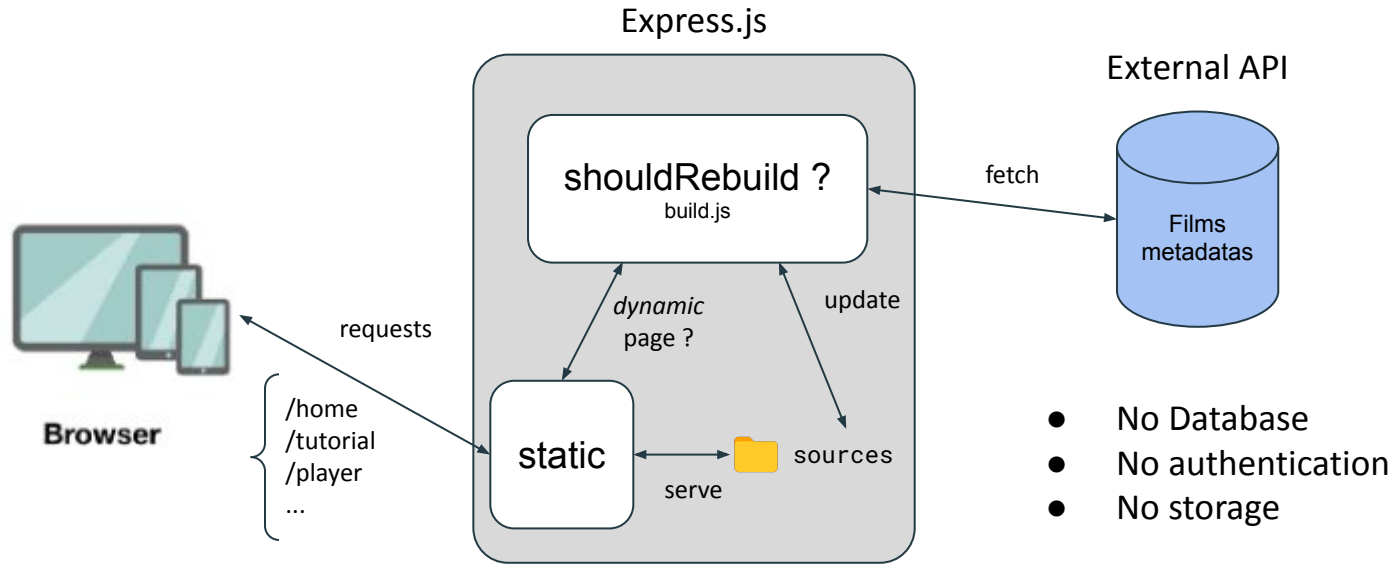 Express.js
External API
shouldRebuild ?
build.js
fetch
Films
metadatas
dynamic
page ?
update
requests
Browser
/home
/tutorial
/player
...
static
serve
sources
● No Database
● No authentication
● No storage